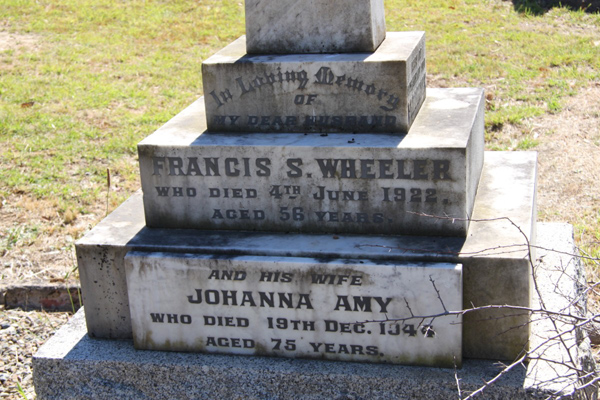 In Loving Memory
OF
MY DEAR HUSBAND
FRANCIS S. WHEELER
WHO DIED 4TH JUNE 1922.
AGED 56 YEARS.
AND HIS WIFE
JOHANNA AMY
WHO DIED 19TH DEC.
AGED 75 YEARS.